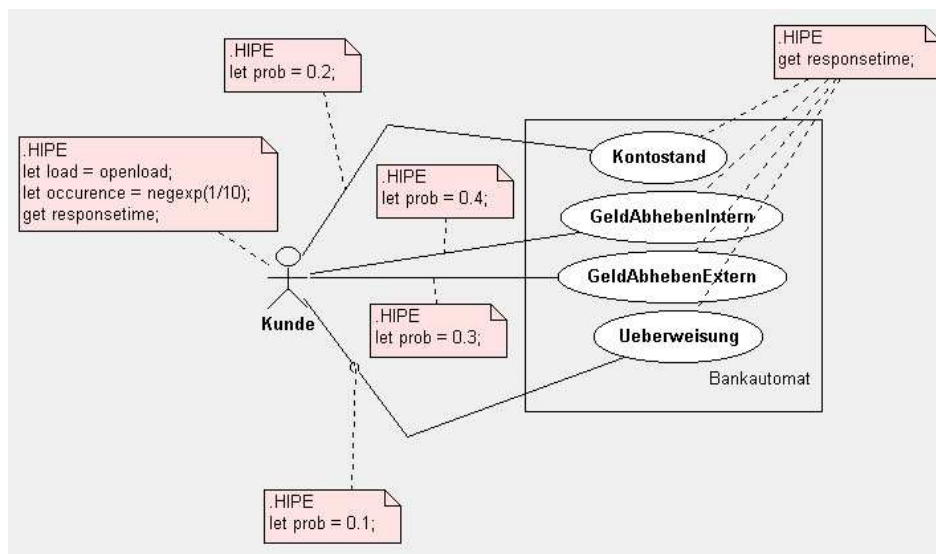 .HIPE
let prob = 0.2;
.HIPE
get responsetime;
.HIPE
let load = openload;
let occurence = negexp(1/10);
get responsetime;
.HIPE
let prob = 0.4;
Kontostand
GeldAbhebenIntern
GeldAbhebenExtern
Ueberweisung
Bankautomat
Kunde
.HIPE
let prob = 0.3;
.HIPE
let prob = 0.1;